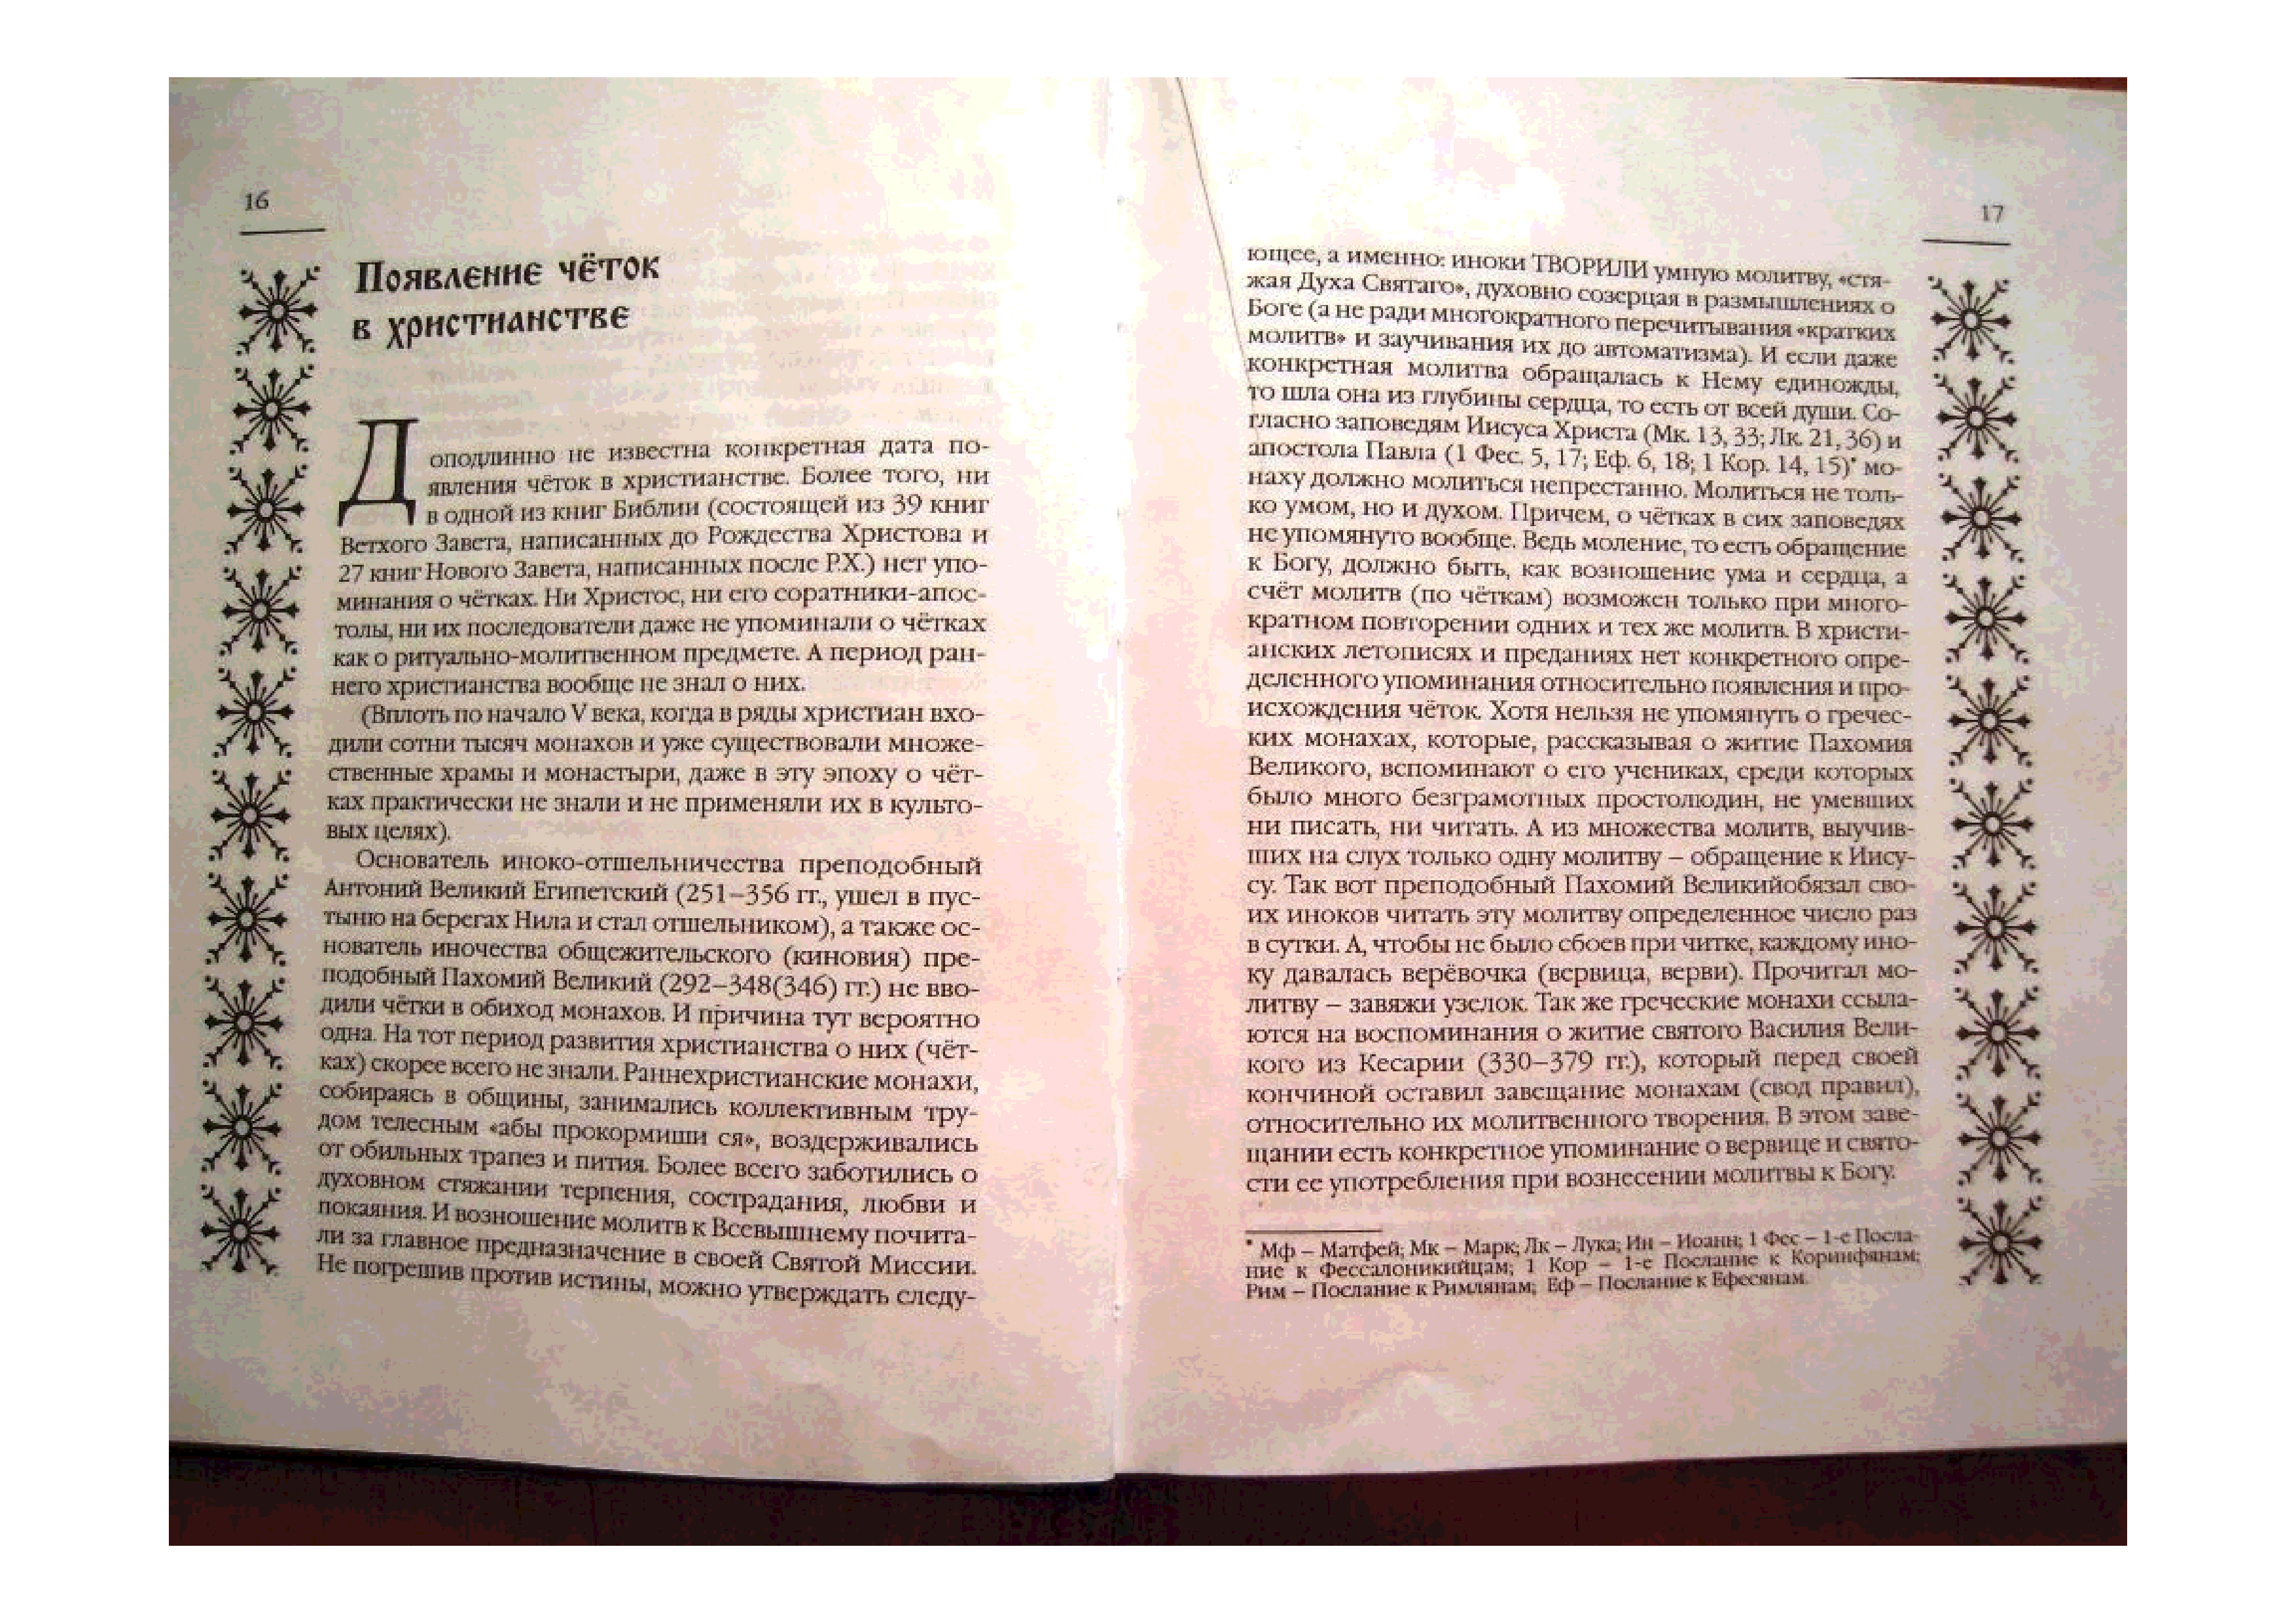 16
Появление чёток
в христианстве
Доподлинно не известна конкретная дата по-
явления чёток в христианстве. Более того, ни
в одной из книг Библии (состоящей из 39 книг
Ветхого Завета, написанных до Рождества Христова и
27 книг Нового Завета, написанных после Р.Х.) нет упо-
минания о чётках. Ни Христос, ни его соратники-апос-
толы, ни их последователи даже не упоминали о чётках
как о ритуально-молитвенном предмете. А период ран-
него христианства вообще не знал о них.
(Вплоть по начало V века, когда в ряды христиан вхо-
дили сотни тысяч монахов и уже существовали множе-
ственные храмы и монастыри, даже в эту эпоху о чёт-
ках практически не знали и не применяли их в культо-
вых целях).
Основатель иноко-отшельничества преподобный
Антоний Великий Египетский (251–356 гг., ушел в пус-
тыню на берегах Нила и стал отшельником), а также ос-
нователь иночества общежительского (киновия) пре-
подобный Пахомий Великий (292–348(346) гг.) не вво-
дили чётки в обиход монахов. И причина тут вероятно
одна. На тот период развития христианства о них (чёт-
ках) скорее всего не знали. Раннехристианские монахи,
собираясь в общины, занимались коллективным тру-
дом телесным «абы прокормиши ся», воздерживались
от обильных трапез и пития. Более всего заботились о
духовном стяжании терпения, сострадания, любви и
покаяния. И возношение молитв к Всевышнему почита-
ли за главное предназначение в своей Святой Миссии.
Не погрешив против истины, можно утверждать следу-
17
ющее, а именно: иноки ТВОРИЛИ умную молитву, «стя-
жая Духа Святаго», духовно созерцая в размышлениях о
Боге (а не ради многократного перечитывания «кратких
молитв» и заучивания их до автоматизма). И если даже
конкретная молитва обращалась к Нему единожды,
то шла она из глубины сердца, то есть от всей души. Со-
гласно заповедям Иисуса Христа (Мк. 13, 33; Лк. 21, 36) и
апостола Павла (1 Фес. 5, 17; Еф. 6, 18; 1 Кор. 14, 15)* мо-
наху должно молиться непрестанно. Молиться не толь-
ко умом, но и духом. Причем, о чётках в сих заповедях
не упомянуто вообще. Ведь моление, то есть обращение
к Богу, должно быть, как возношение ума и сердца, а
счёт молитв (по чёткам) возможен только при много-
кратном повторении одних и тех же молитв. В христи-
анских летописях и преданиях нет конкретного опре-
деленного упоминания относительно появления и про-
исхождения чёток. Хотя нельзя не упомянуть о гречес-
ких монахах, которые, рассказывая о житие Пахомия
Великого, вспоминают о его учениках, среди которых
было много безграмотных простолюдин, не умевших
ни писать, ни читать. А из множества молитв, выучив-
ших на слух только одну молитву – обращение к Иису-
су. Так вот преподобный Пахомий Великийобязал сво-
их иноков читать эту молитву определенное число раз
в сутки. А, чтобы не было сбоев при читке, каждому ино-
ку давалась верёвочка (вервица, верви). Прочитал мо-
литву – завяжи узелок. Так же греческие монахи ссыла-
ются на воспоминания о житие святого Василия Вели-
кого из Кесарии (330–379 гг.), который перед своей
кончиной оставил завещание монахам (свод правил),
относительно их молитвенного творения. В этом заве-
щании есть конкретное упоминание о вервице и свято-
сти ее употребления при вознесении молитвы к Богу.
* Мф – Матфей; Мк – Марк; Лк – Лука; Ин – Иоанн; 1 Фес – 1-е Посла-
ние к Фессалоникийцам; 1 Кор – 1-е Послание к Коринфянам;
Рим – Послание к Римлянам; Еф – Послание к Ефесянам.